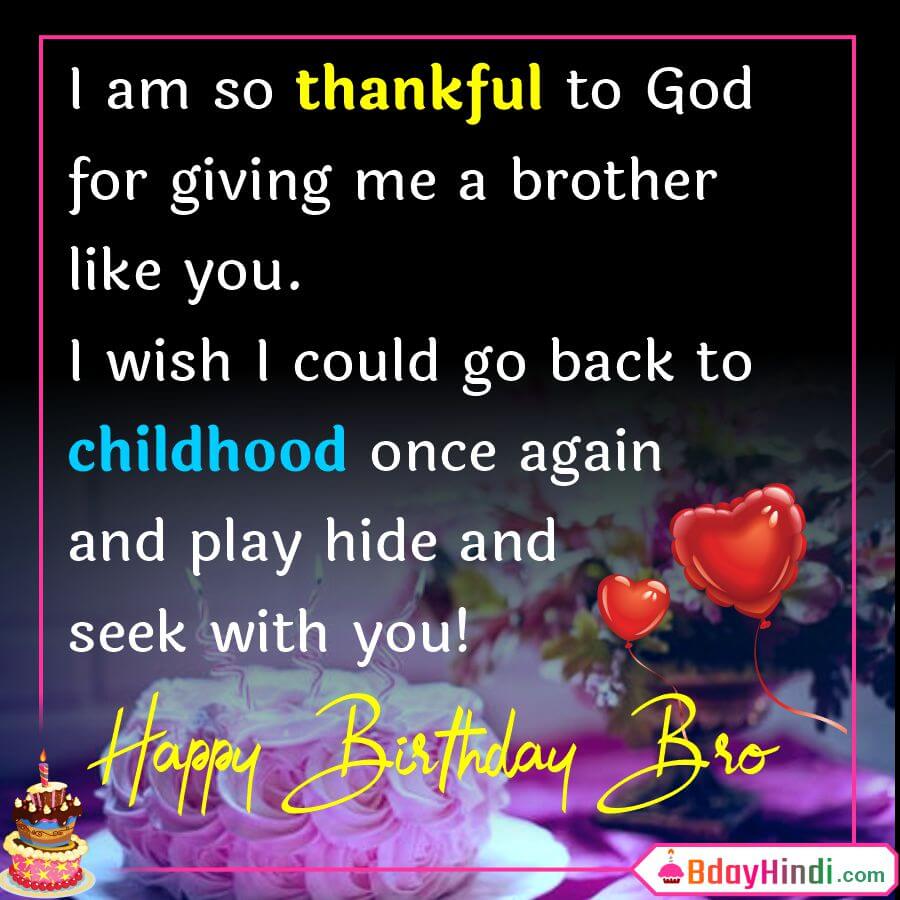 I am so thankful to God
for giving me a brother
like you.
I wish I could go back to
childhood once again
and play hide and
seek with you!
Happy Birthday Bro
BdayHindi.com